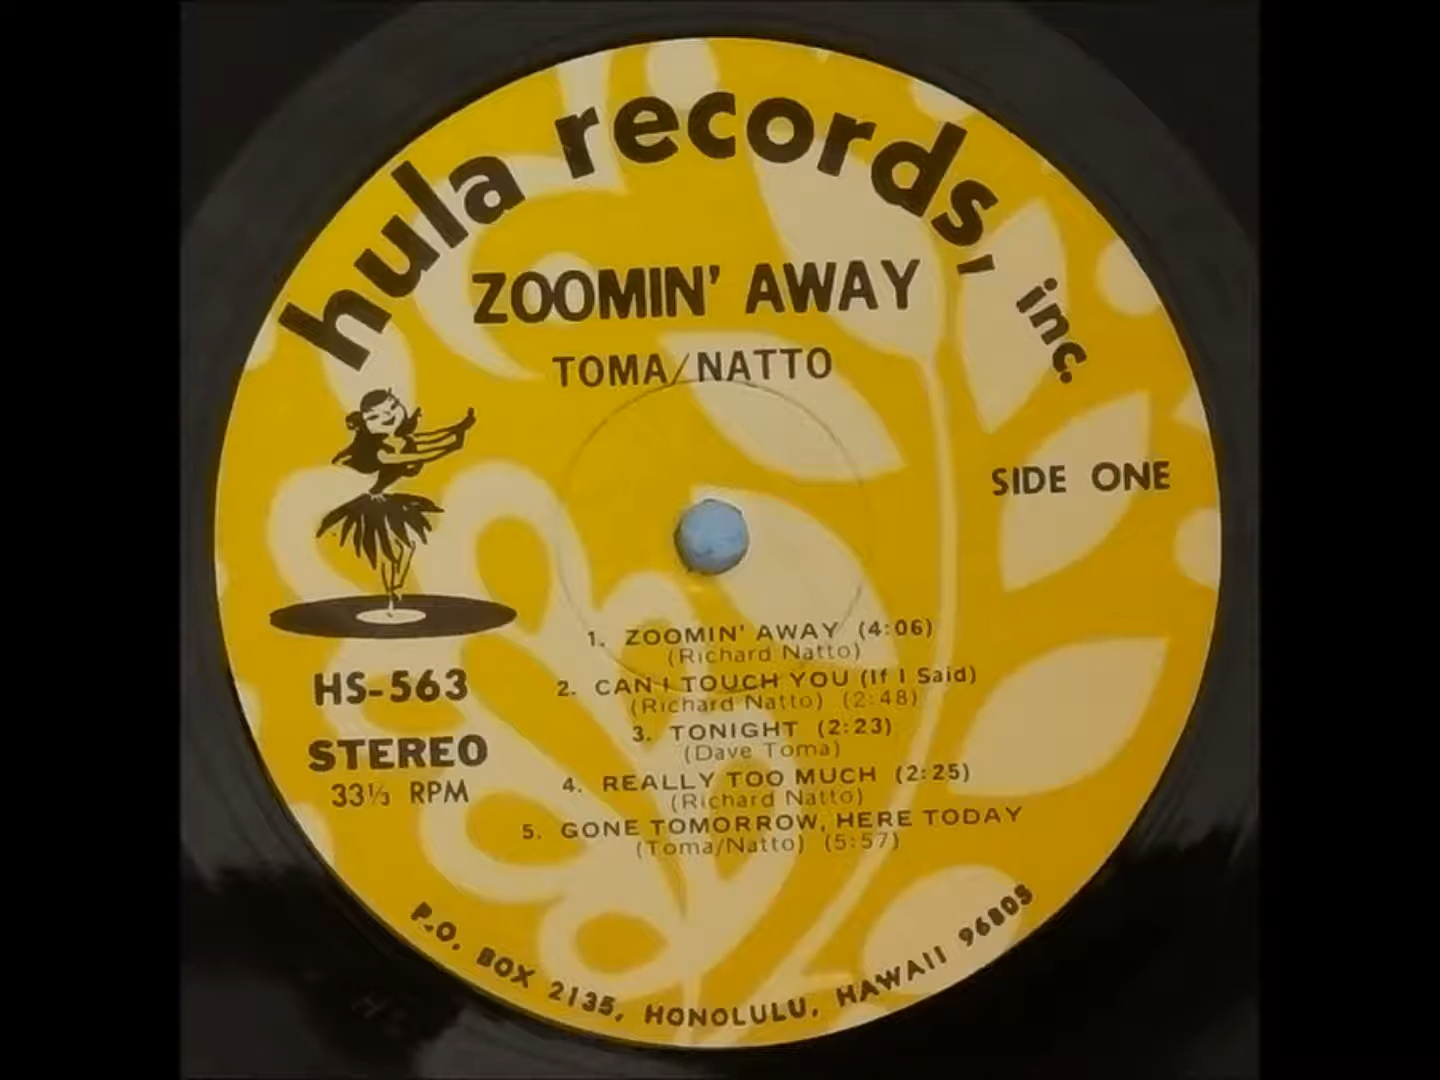 hula records, inc.
ZOOMIN' AWAY
TOMA/NATTO
SIDE ONE
HS-563
STEREO
33⅓ RPM
1. ZOOMIN' AWAY (4:06)
(Richard Natto)
2. CAN I TOUCH YOU (If I Said)
(Richard Natto) (2:48)
3. TONIGHT (2:23)
(Dave Toma)
4. REALLY TOO MUCH (2:25)
(Richard Natto)
5. GONE TOMORROW, HERE TODAY
(Toma/Natto) (5:57)
P.O. BOX 2135, HONOLULU, HAWAII 96805